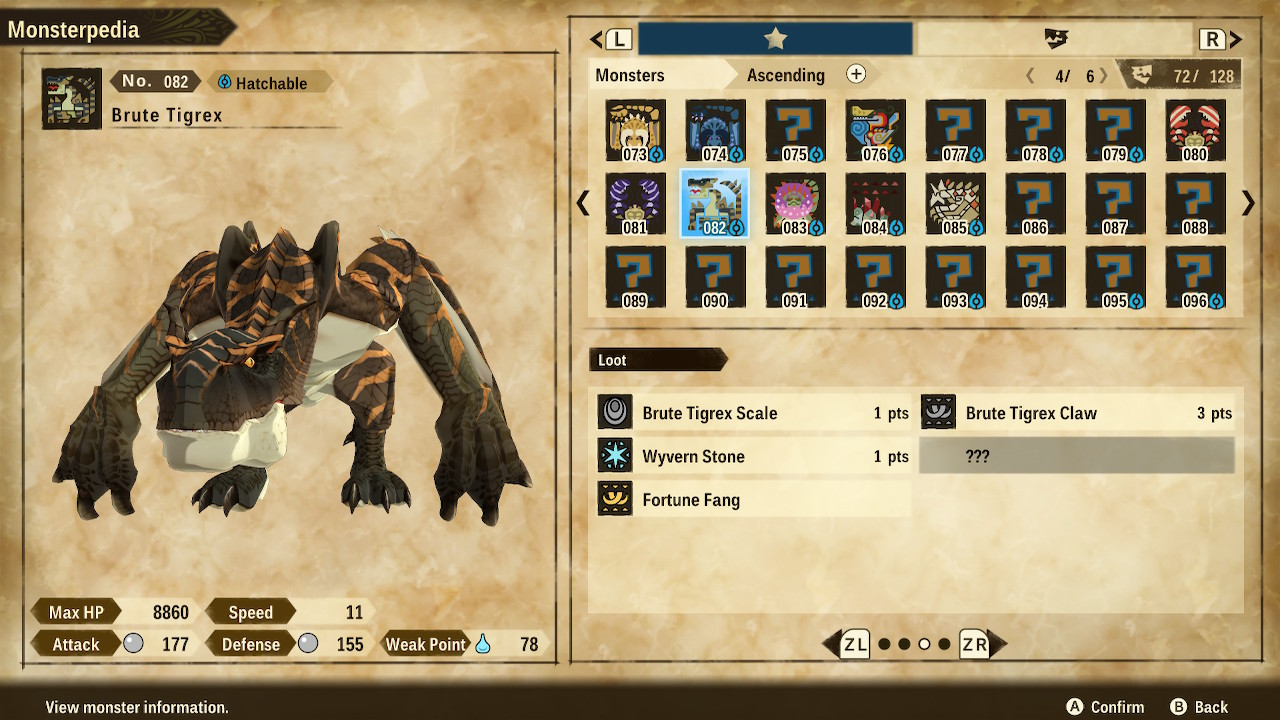 Monsterpedia
No. 082
Hatchable
Brute Tigrex
Max HP 8860
Speed 11
Attack 177
Defense 155
Weak Point 78
L
R
Monsters
Ascending
4/ 6
72/ 128
073 074 075 076 077 078 079 080
081 082 083 084 085 086 087 088
089 090 091 092 093 094 095 096
Loot
Brute Tigrex Scale 1 pts
Brute Tigrex Claw 3 pts
Wyvern Stone 1 pts
???
Fortune Fang
ZL
ZR
View monster information.
A Confirm
B Back